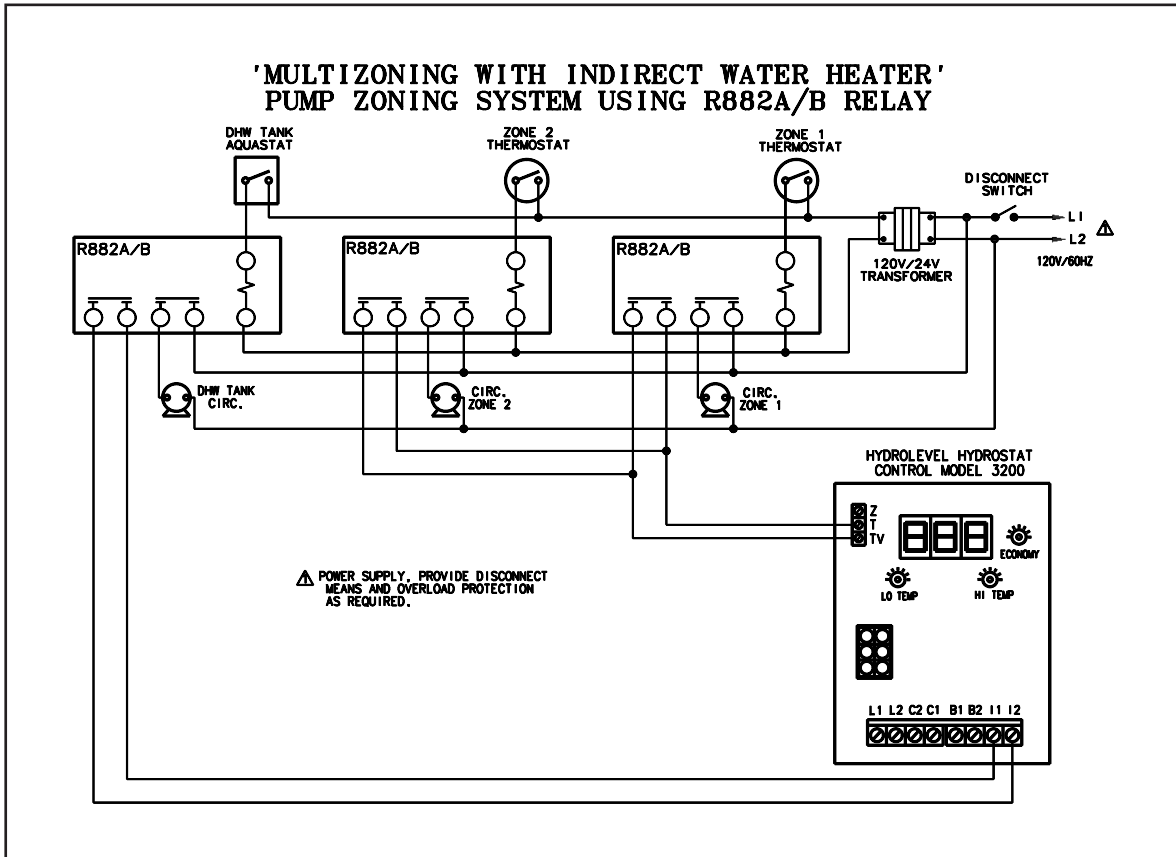 'MULTIZONING WITH INDIRECT WATER HEATER'
PUMP ZONING SYSTEM USING R882A/B RELAY
DHW TANK
AQUASTAT
ZONE 2
THERMOSTAT
ZONE 1
THERMOSTAT
DISCONNECT
SWITCH
L1
L2
120V/60HZ
120V/24V
TRANSFORMER
R882A/B
R882A/B
R882A/B
DHW TANK
CIRC.
CIRC.
ZONE 2
CIRC.
ZONE 1
HYDROLEVEL HYDROSTAT
CONTROL MODEL 3200
Z
T
TV
888
ECONOMY
LO TEMP
HI TEMP
! POWER SUPPLY, PROVIDE DISCONNECT
MEANS AND OVERLOAD PROTECTION
AS REQUIRED.
L1 L2 C2 C1 B1 B2 I1 I2